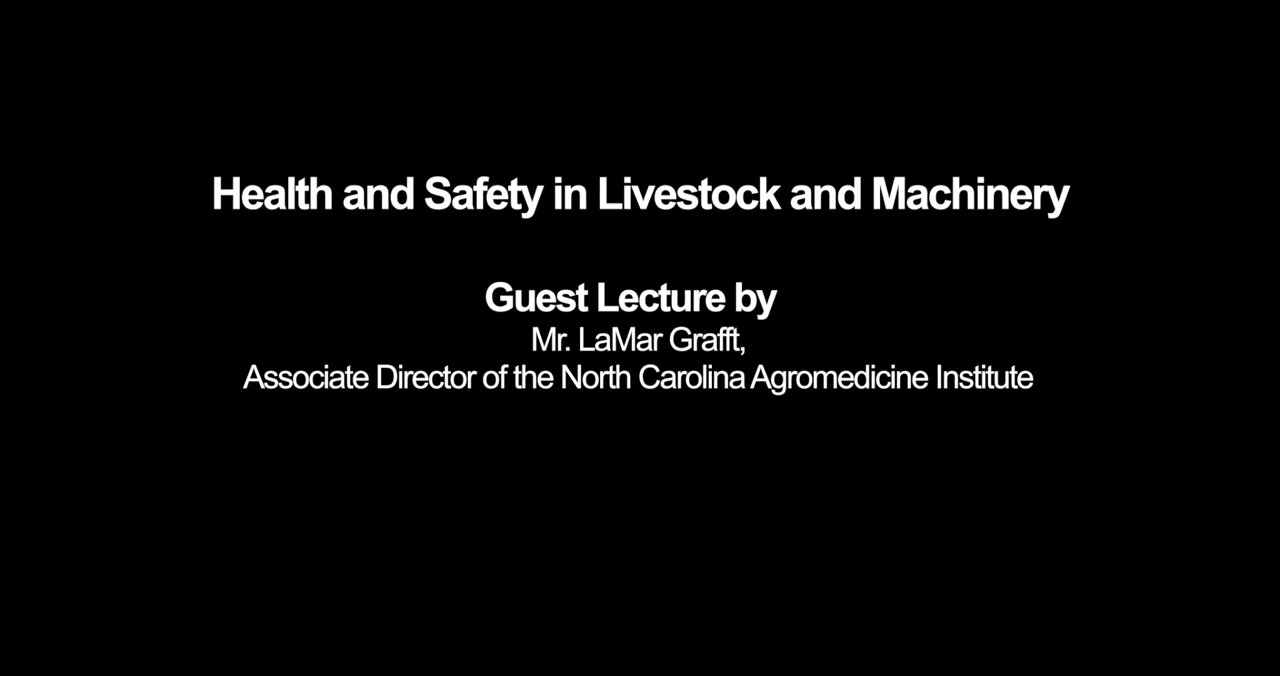 Health and Safety in Livestock and Machinery
Guest Lecture by
Mr. LaMar Grafft,
Associate Director of the North Carolina Agromedicine Institute